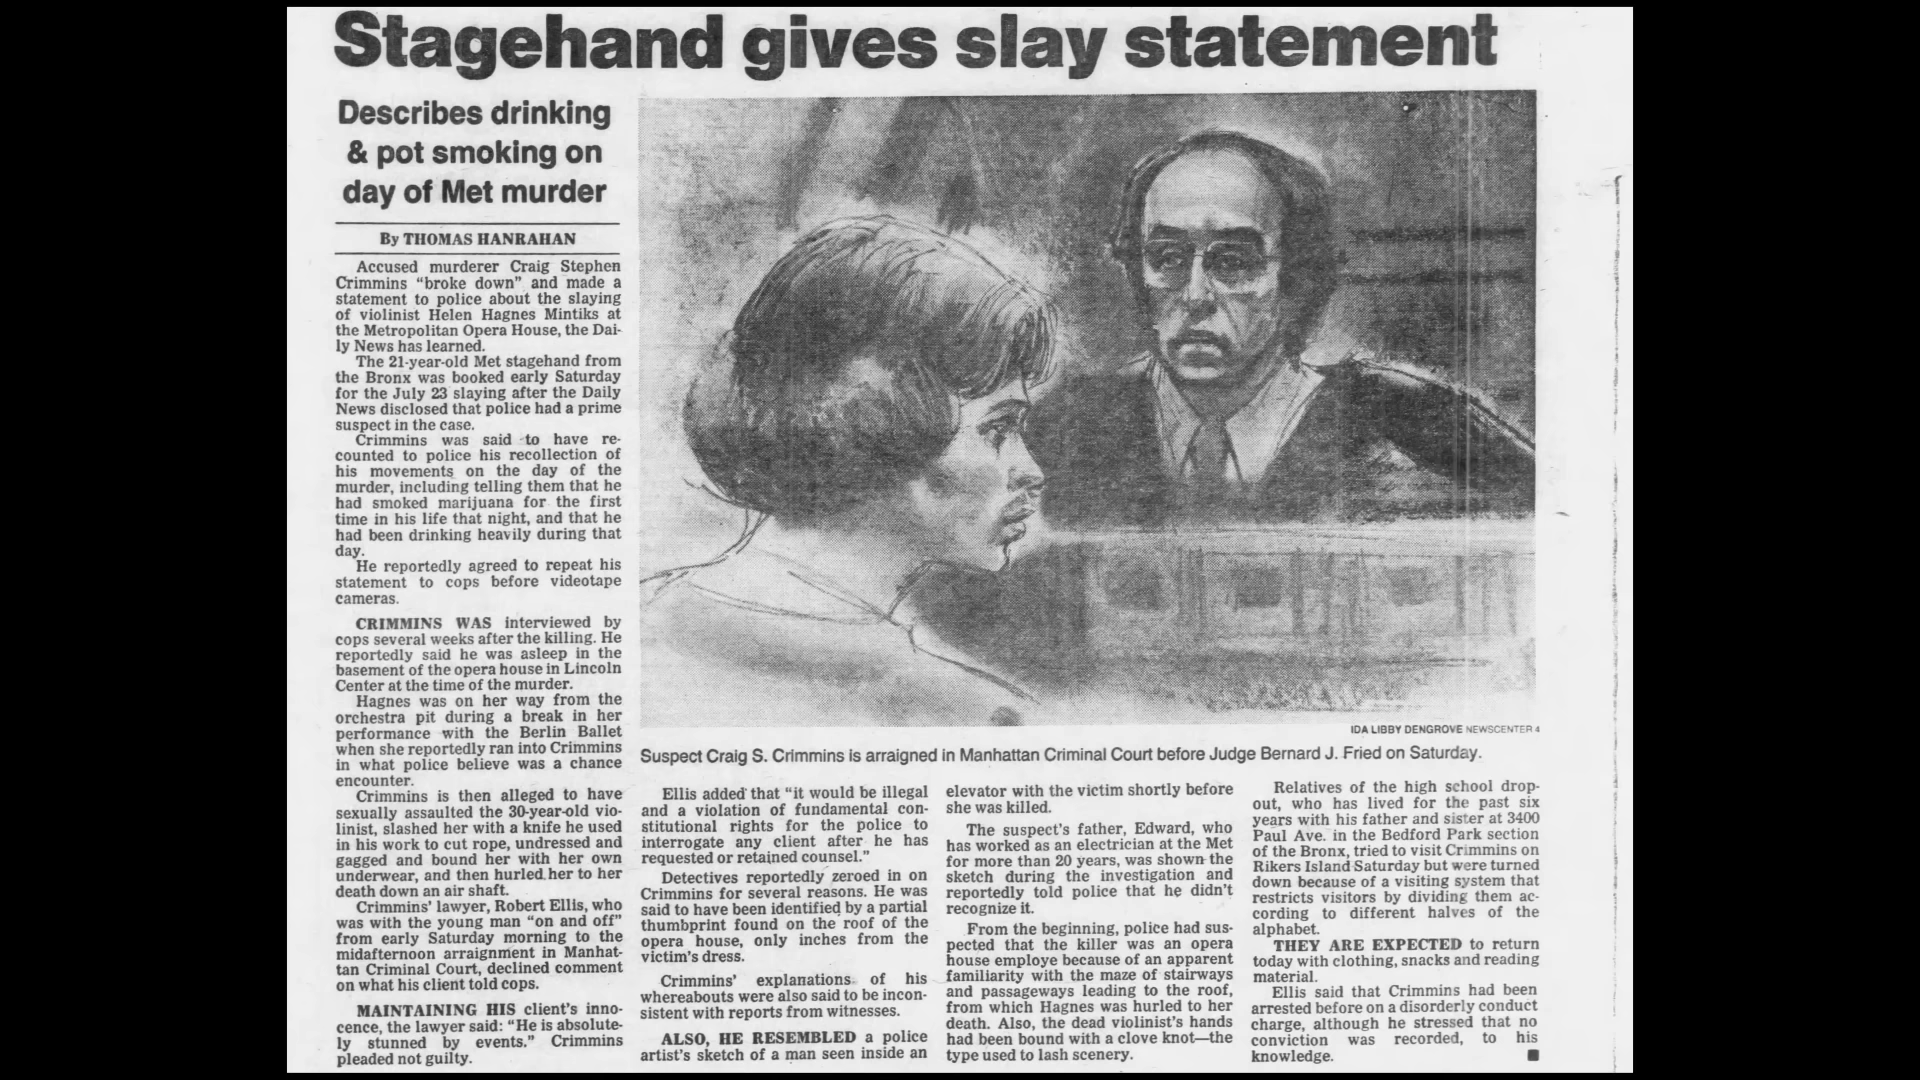 Stagehand gives slay statement
Describes drinking
& pot smoking on
day of Met murder
By THOMAS HANRAHAN
Accused murderer Craig Stephen
Crimmins “broke down” and made a
statement to police about the slaying
of violinist Helen Hagnes Mintiks at
the Metropolitan Opera House, the Dai-
ly News has learned.
The 21-year-old Met stagehand from
the Bronx was booked early Saturday
for the July 23 slaying after the Daily
News disclosed that police had a prime
suspect in the case.
Crimmins was said to have re-
counted to police his recollection of
his movements on the day of the
murder, including telling them that he
had smoked marijuana for the first
time in his life that night, and that he
had been drinking heavily during that
day.
He reportedly agreed to repeat his
statement to cops before videotape
cameras.
CRIMMINS WAS interviewed by
cops several weeks after the killing. He
reportedly said he was asleep in the
basement of the opera house in Lincoln
Center at the time of the murder.
Hagnes was on her way from the
orchestra pit during a break in her
performance with the Berlin Ballet
when she reportedly ran into Crimmins
in what police believe was a chance
encounter.
Crimmins is then alleged to have
sexually assaulted the 30-year-old vio-
linist, slashed her with a knife he used
in his work to cut rope, undressed and
gagged and bound her with her own
underwear, and then hurled her to her
death down an air shaft.
Crimmins’ lawyer, Robert Ellis, who
was with the young man “on and off”
from early Saturday morning to the
midafternoon arraignment in Manhat-
tan Criminal Court, declined comment
on what his client told cops.
MAINTAINING HIS client’s inno-
cence, the lawyer said: “He is absolute-
ly stunned by events.” Crimmins
pleaded not guilty.
IDA LIBBY DENGROVE NEWSCENTER 4
Suspect Craig S. Crimmins is arraigned in Manhattan Criminal Court before Judge Bernard J. Fried on Saturday.
Ellis added that “it would be illegal
and a violation of fundamental con-
stitutional rights for the police to
interrogate any client after he has
requested or retained counsel.”
Detectives reportedly zeroed in on
Crimmins for several reasons. He was
said to have been identified by a partial
thumbprint found on the roof of the
opera house, only inches from the
victim’s dress.
Crimmins’ explanations of his
whereabouts were also said to be incon-
sistent with reports from witnesses.
ALSO, HE RESEMBLED a police
artist’s sketch of a man seen inside an
elevator with the victim shortly before
she was killed.
The suspect’s father, Edward, who
has worked as an electrician at the Met
for more than 20 years, was shown the
sketch during the investigation and
reportedly told police that he didn’t
recognize it.
From the beginning, police had sus-
pected that the killer was an opera
house employe because of an apparent
familiarity with the maze of stairways
and passageways leading to the roof,
from which Hagnes was hurled to her
death. Also, the dead violinist’s hands
had been bound with a clove knot—the
type used to lash scenery.
Relatives of the high school drop-
out, who has lived for the past six
years with his father and sister at 3400
Paul Ave. in the Bedford Park section
of the Bronx, tried to visit Crimmins on
Rikers Island Saturday but were turned
down because of a visiting system that
restricts visitors by dividing them ac-
cording to different halves of the
alphabet.
THEY ARE EXPECTED to return
today with clothing, snacks and reading
material.
Ellis said that Crimmins had been
arrested before on a disorderly conduct
charge, although he stressed that no
conviction was recorded, to his
knowledge.